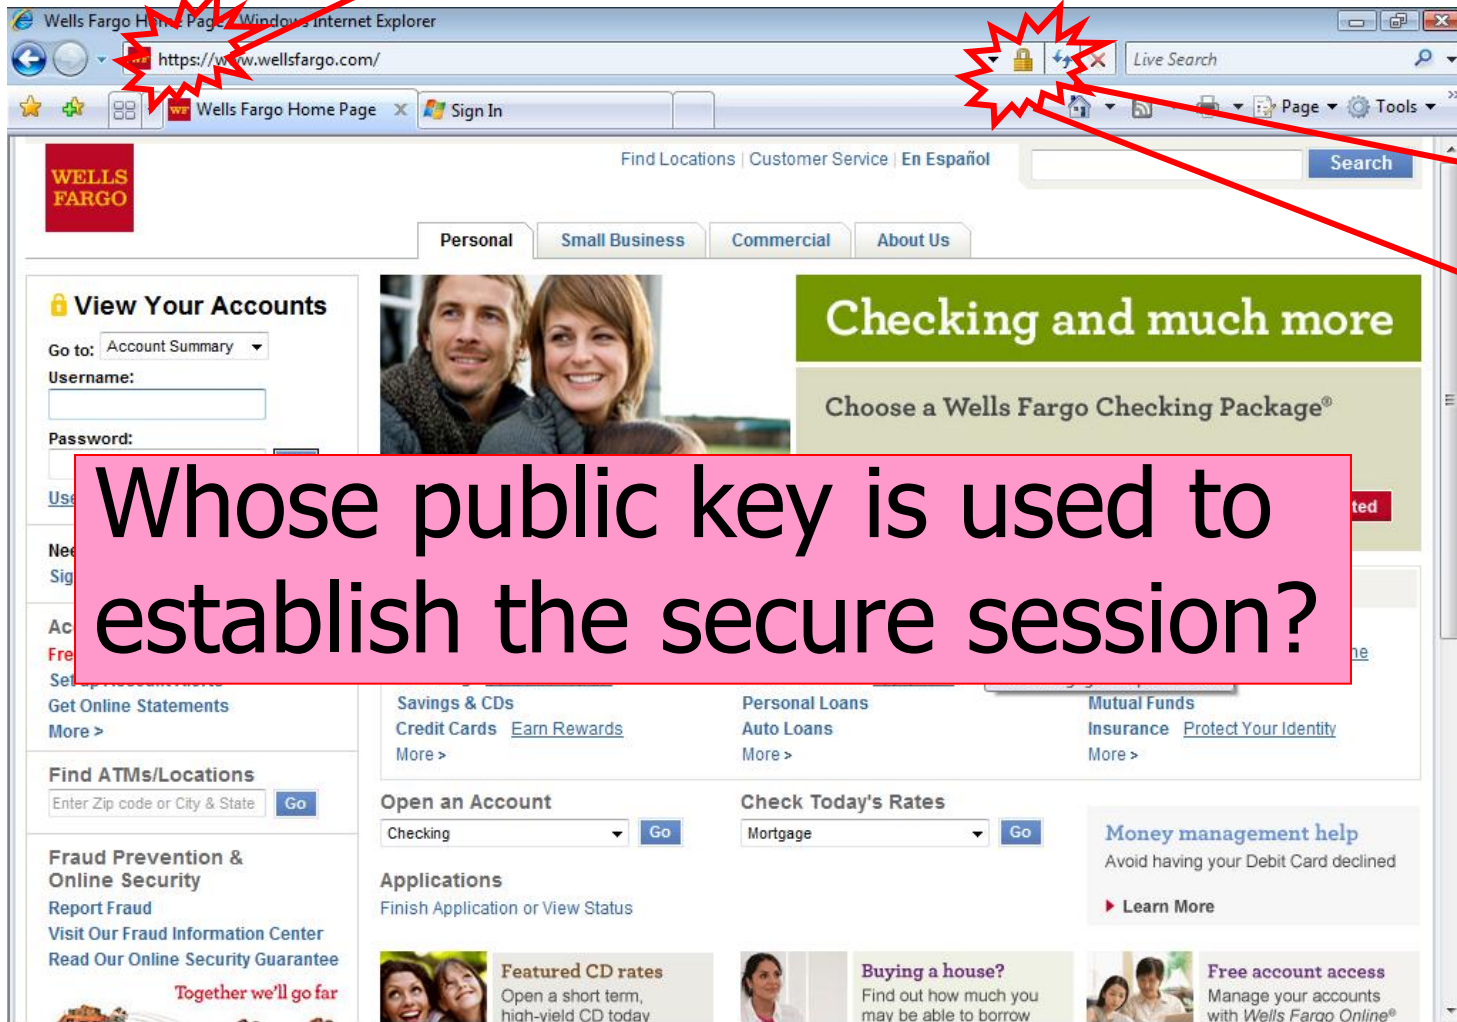 Wells Fargo Home Page - Windows Internet Explorer
https://www.wellsfargo.com/
Live Search
Wells Fargo Home Page
Sign In
Page
Tools
WELLS
FARGO
Find Locations | Customer Service | En Español
Search
Personal
Small Business
Commercial
About Us
View Your Accounts
Go to: Account Summary
Username:
Password:
Checking and much more
Choose a Wells Fargo Checking Package®
Whose public key is used to
establish the secure session?
Get Online Statements
More >
Savings & CDs
Credit Cards Earn Rewards
More >
Personal Loans
Auto Loans
More >
Mutual Funds
Insurance Protect Your Identity
More >
Find ATMs/Locations
Enter Zip code or City & State Go
Fraud Prevention &
Online Security
Report Fraud
Visit Our Fraud Information Center
Read Our Online Security Guarantee
Together we'll go far
Open an Account
Checking Go
Applications
Finish Application or View Status
Check Today's Rates
Mortgage Go
Money management help
Avoid having your Debit Card declined
Learn More
Featured CD rates
Open a short term,
high-yield CD today
Buying a house?
Find out how much you
may be able to borrow
Free account access
Manage your accounts
with Wells Fargo Online®